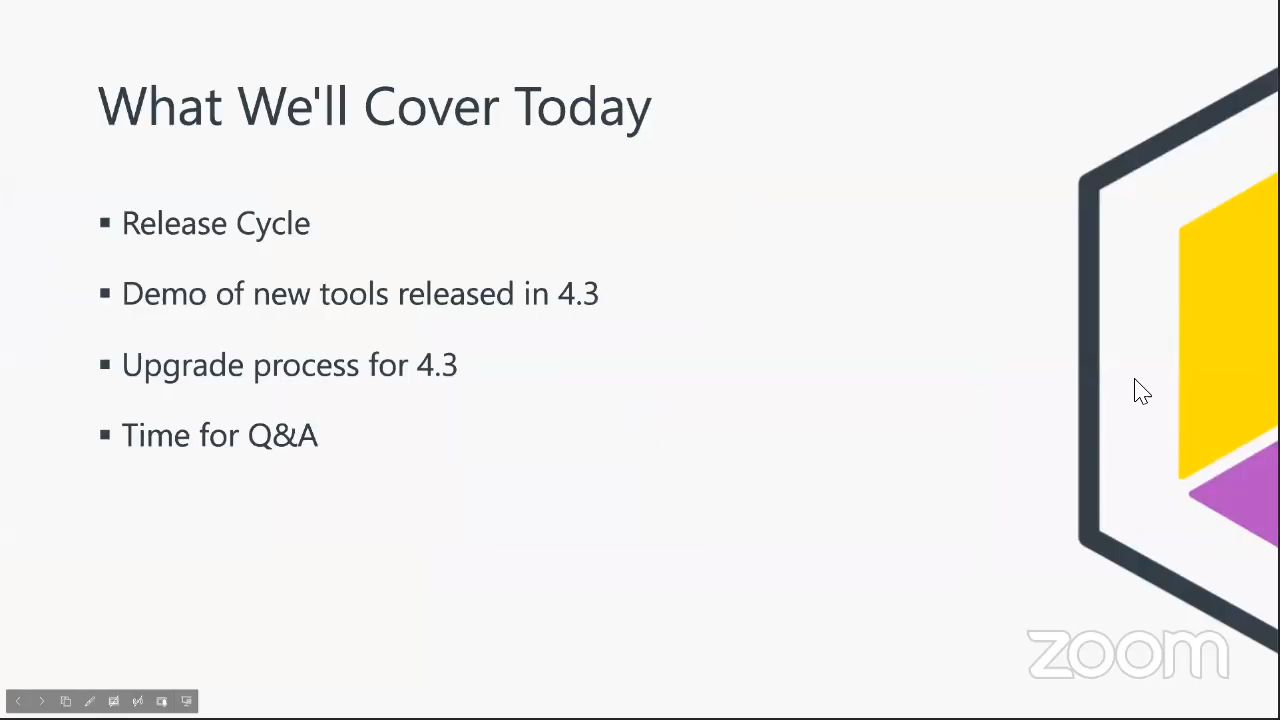 What We'll Cover Today
▪ Release Cycle
▪ Demo of new tools released in 4.3
▪ Upgrade process for 4.3
▪ Time for Q&A
zoom